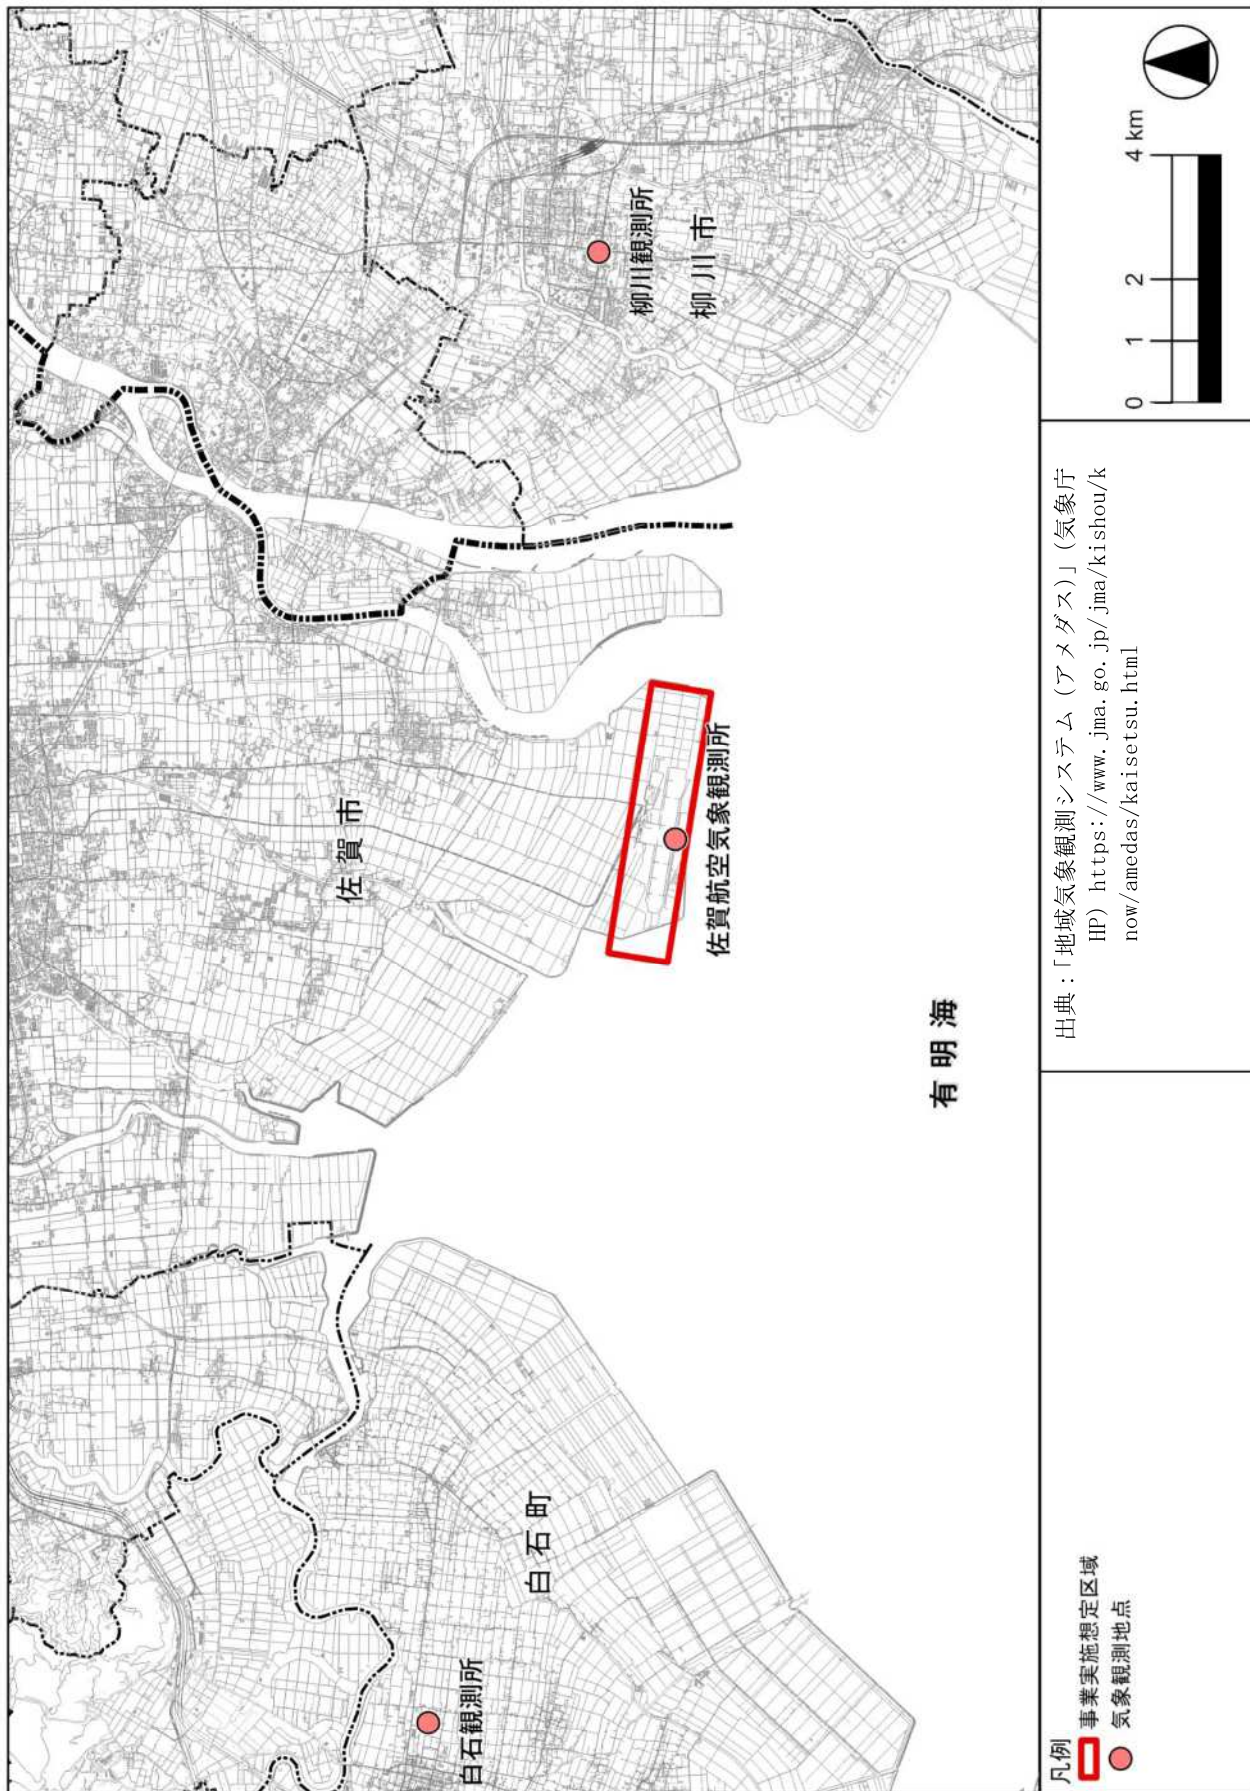 佐賀市
柳川観測所
柳川市
佐賀航空気象観測所
白石町
白石観測所
有明海
凡例
事業実施想定区域
気象観測地点
出典：「地域気象観測システム（アメダス）」（気象庁
HP）https://www.jma.go.jp/jma/kishou/k
now/amedas/kaisetsu.html
0 1 2 4 km